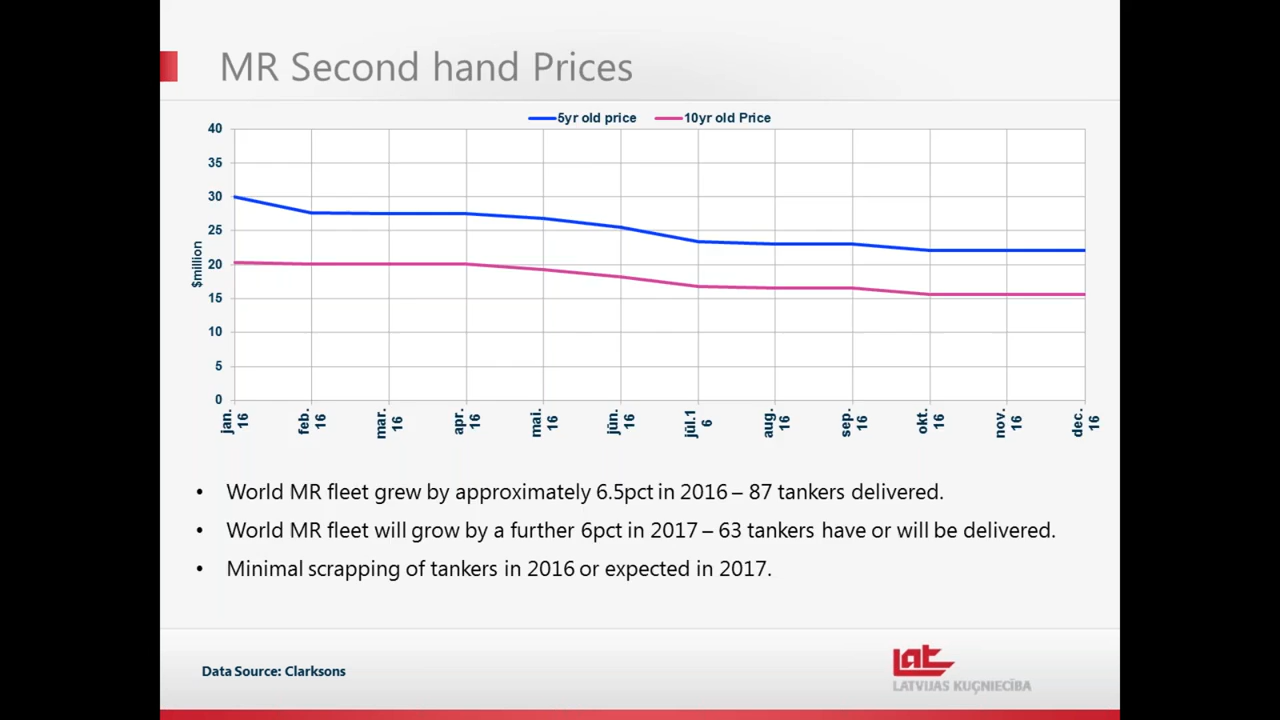 MR Second hand Prices
5yr old price
10yr old Price
$million
40
35
30
25
20
15
10
5
0
jan. 16
feb. 16
mar. 16
apr. 16
mai. 16
jūn. 16
jūl.1 6
aug. 16
sep. 16
okt. 16
nov. 16
dec. 16
• World MR fleet grew by approximately 6.5pct in 2016 – 87 tankers delivered.
• World MR fleet will grow by a further 6pct in 2017 – 63 tankers have or will be delivered.
• Minimal scrapping of tankers in 2016 or expected in 2017.
Data Source: Clarksons
Lat
LATVIJAS KUĢNIECĪBA